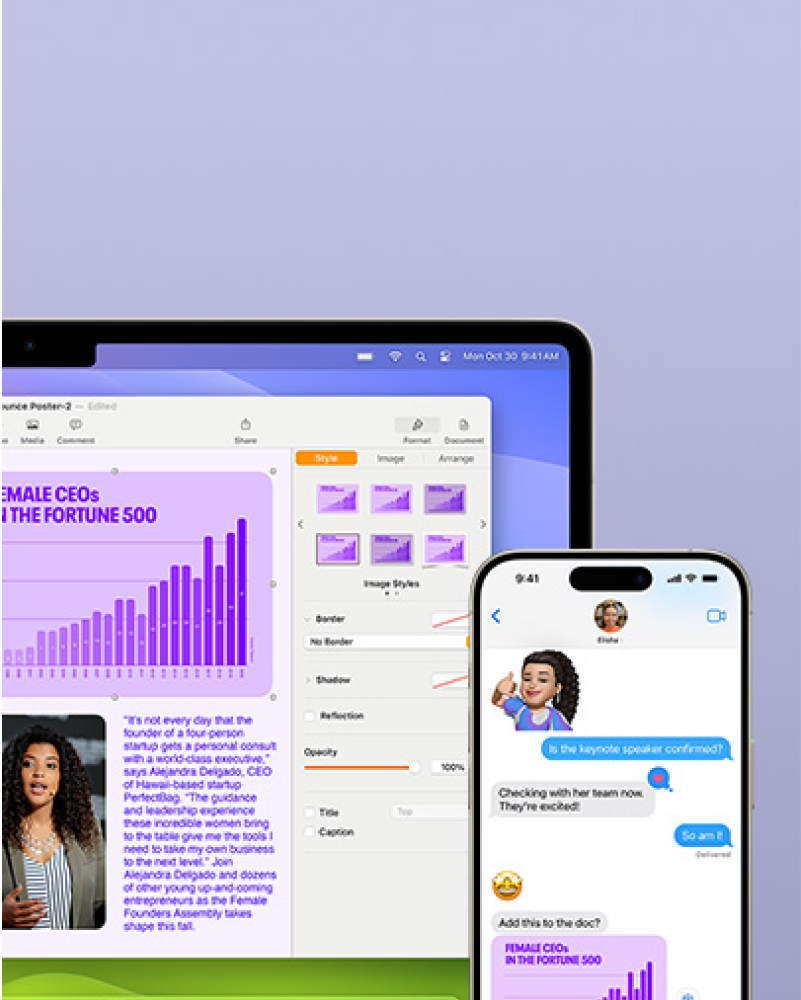 Mon Oct 30 9:41AM
ounce Poster-2 — Edited
Media
Comment
Share
Format
Document
Style
Image
Arrange
EMALE CEOs
N THE FORTUNE 500
Image Styles
Border
No Border
Shadow
Reflection
Opacity
100%
Title
Top
Caption
"It's not every day that the
founder of a four-person
startup gets a personal consult
with a world-class executive,"
says Alejandra Delgado, CEO
of Hawaii-based startup
PerfectBag. "The guidance
and leadership experience
these incredible women bring
to the table give me the tools I
need to take my own business
to the next level." Join
Alejandra Delgado and dozens
of other young up-and-coming
entrepreneurs as the Female
Founders Assembly takes
shape this fall.
9:41
Elisha
Is the keynote speaker confirmed?
Checking with her team now.
They're excited!
So am I!
Delivered
Add this to the doc?
FEMALE CEOs
IN THE FORTUNE 500